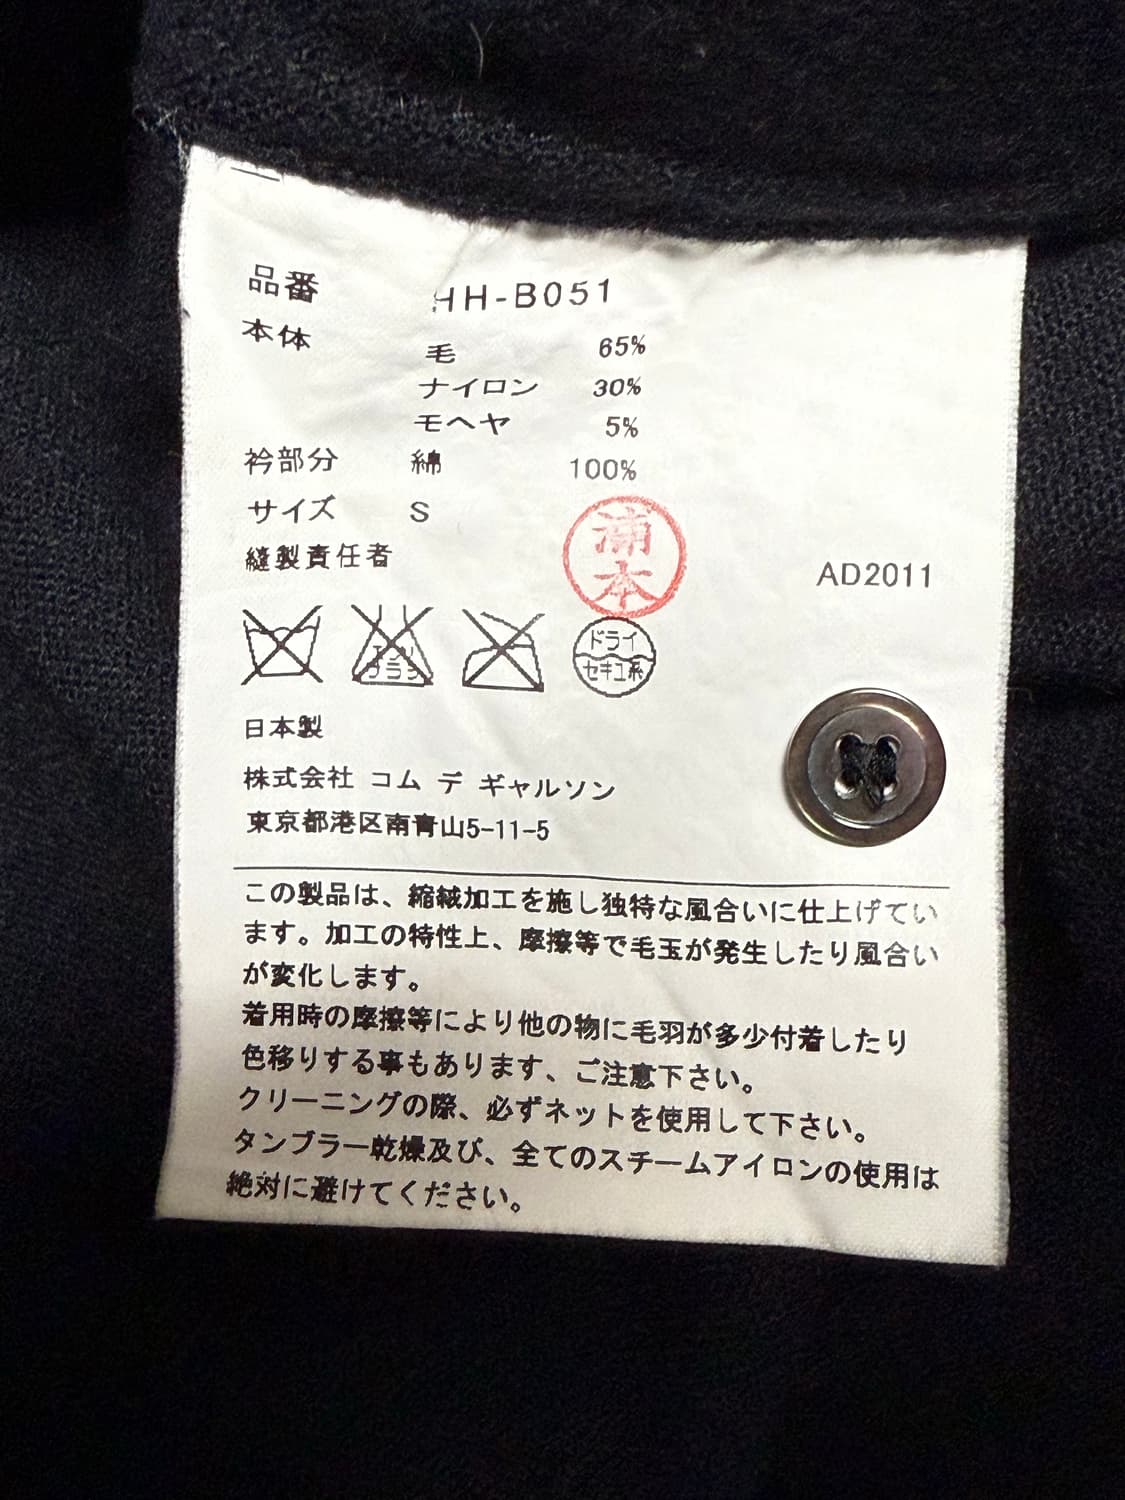 品番 HH-B051
本体 毛 65%
ナイロン 30%
モヘヤ 5%
衿部分 綿 100%
サイズ S
縫製責任者
浦本
AD2011
ドライ
セキユ系
日本製
株式会社 コム デ ギャルソン
東京都港区南青山5-11-5
この製品は、縮絨加工を施し独特な風合いに仕上げてい
ます。加工の特性上、摩擦等で毛玉が発生したり風合い
が変化します。
着用時の摩擦等により他の物に毛羽が多少付着したり
色移りする事もあります、ご注意下さい。
クリーニングの際、必ずネットを使用して下さい。
タンブラー乾燥及び、全てのスチームアイロンの使用は
絶対に避けてください。